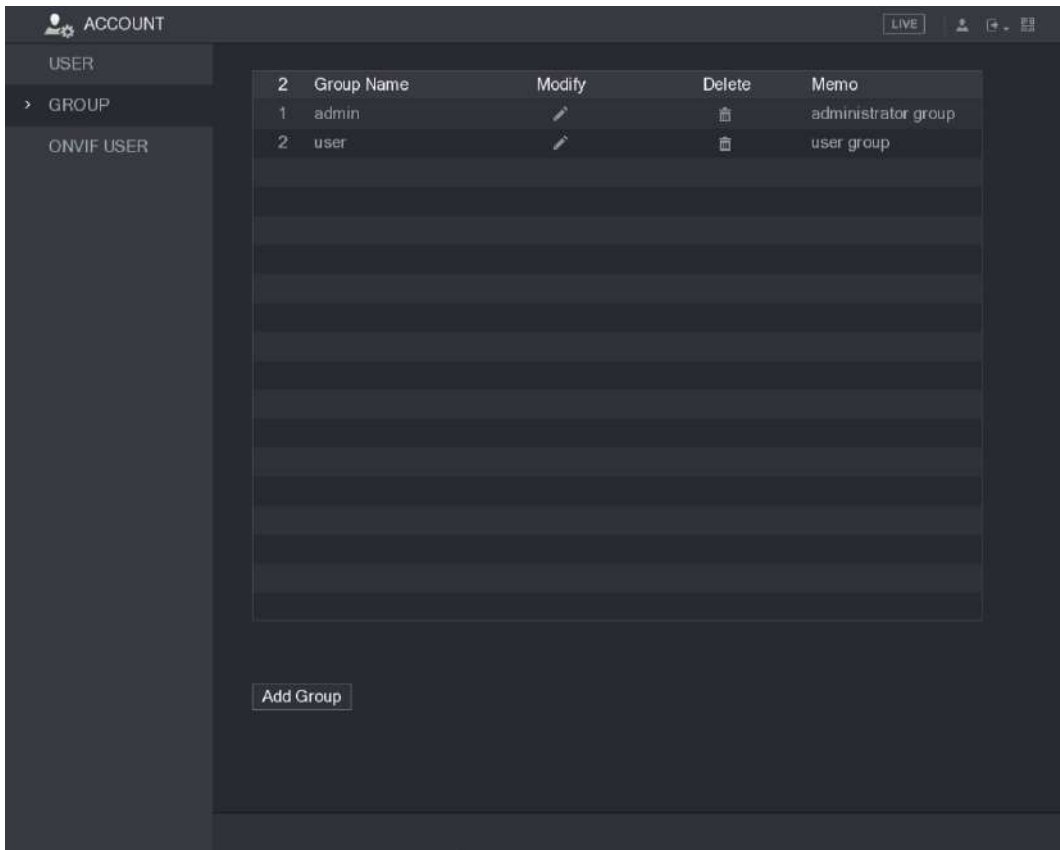 ACCOUNT
LIVE
USER
GROUP
ONVIF USER
2 Group Name Modify Delete Memo
1 admin administrator group
2 user user group
Add Group